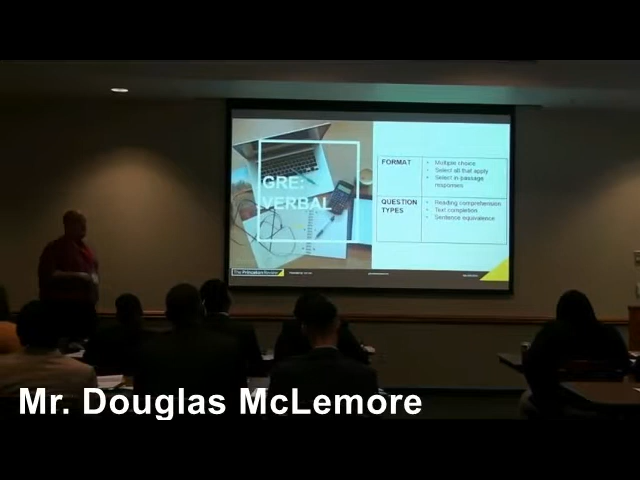 GRE:
VERBAL
FORMAT
• Multiple choice
• Select all that apply
• Select in passage
responses
QUESTION
TYPES
• Reading comprehension
• Text completion
• Sentence equivalence
The Princeton Review
Mr. Douglas McLemore